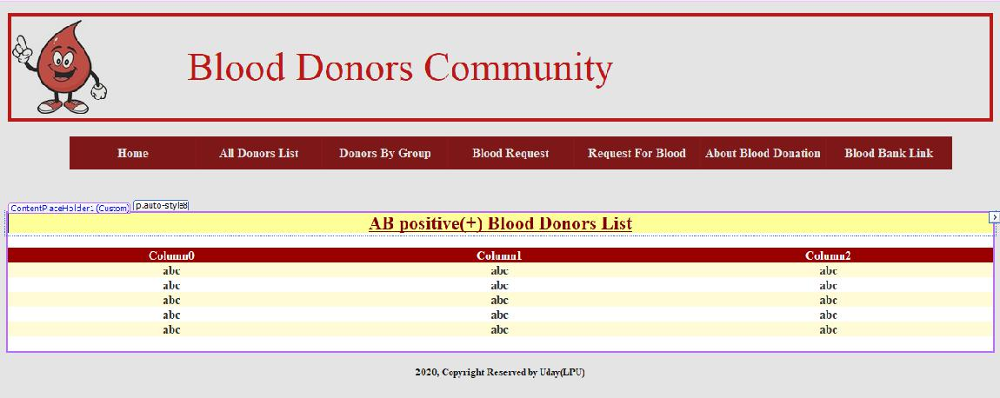 Blood Donors Community
Home All Donors List Donors By Group Blood Request Request For Blood About Blood Donation Blood Bank Link
ContentPlaceHolder1 (Custom) p.auto-style8
AB positive(+) Blood Donors List
Column0 Column1 Column2
abc abc abc
abc abc abc
abc abc abc
abc abc abc
abc abc abc
2020, Copyright Reserved by Uday(LPU)